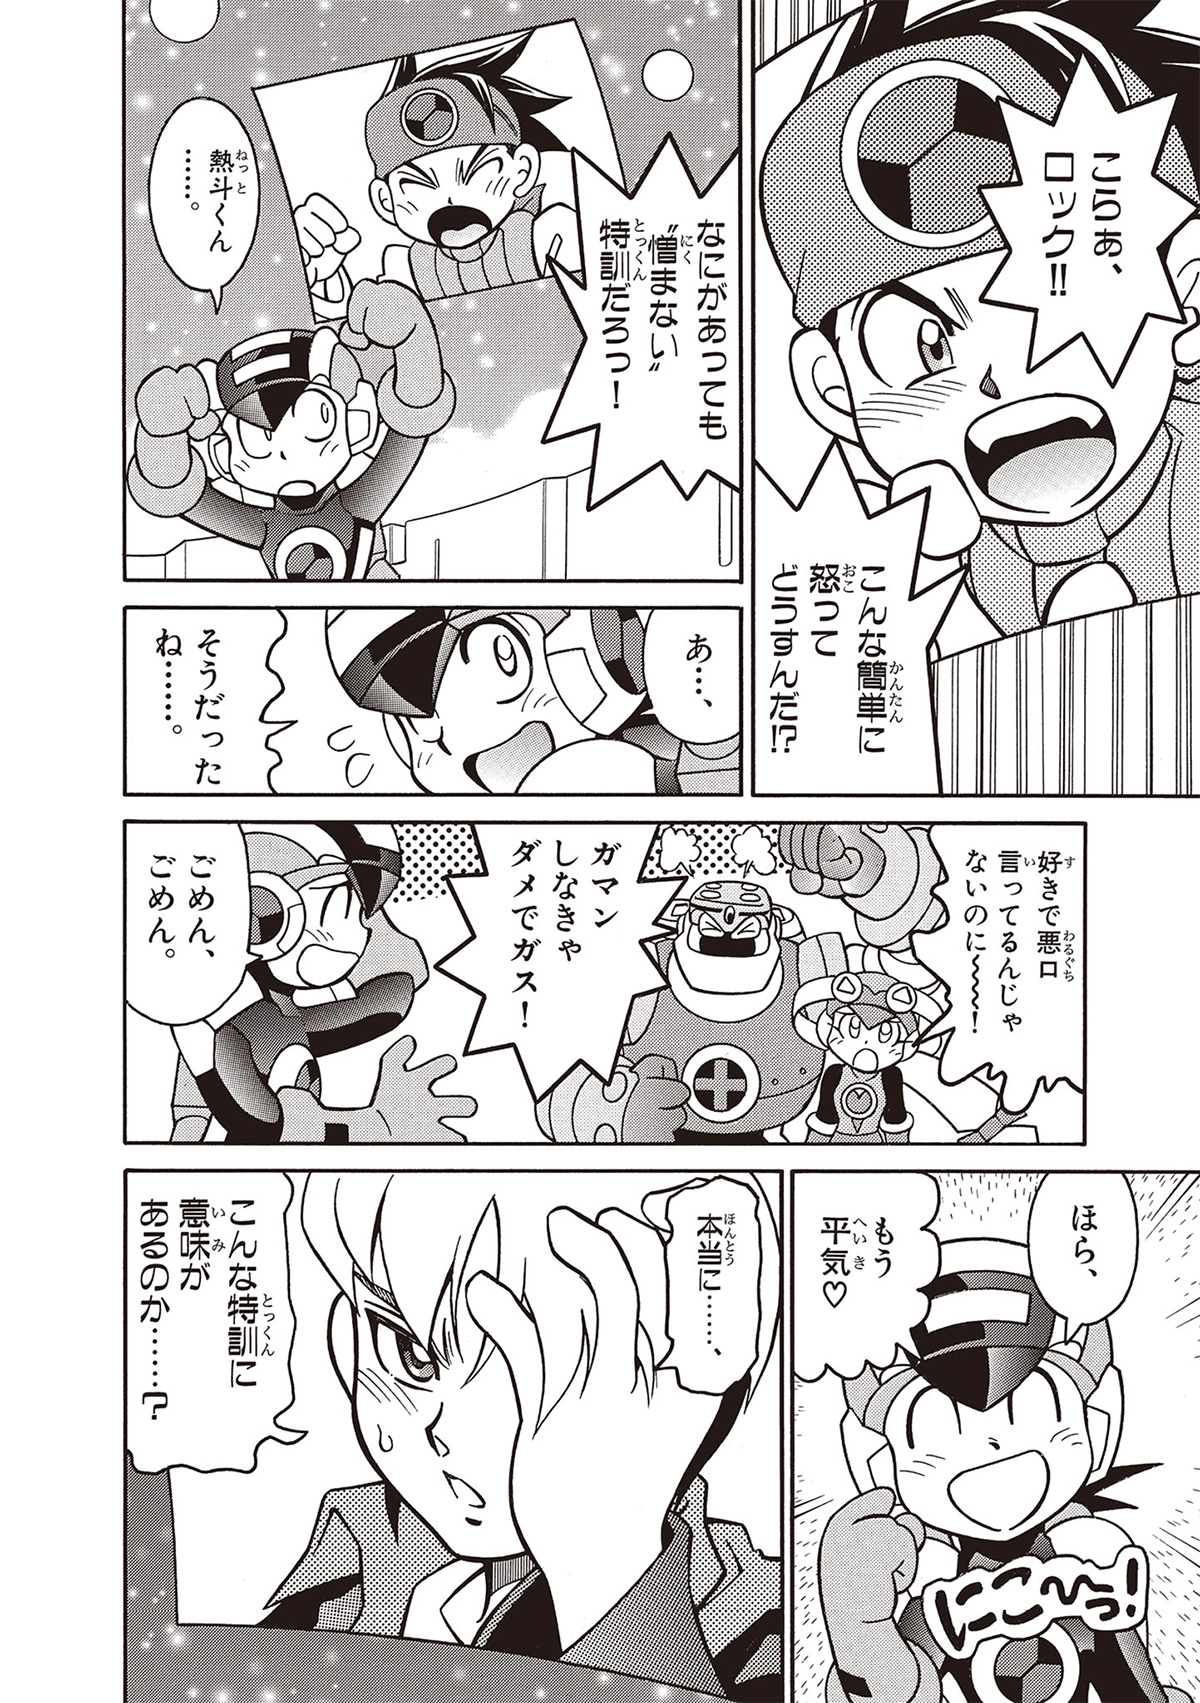 こらぁ、
ロック!!
こんな簡単に
怒って
どうすんだ!?
なにがあっても
〝憎まない〟
特訓だろっ!
熱斗くん
……。
あ…、
そうだった
ね……。
好きで悪口
言ってるんじゃ
ないのに〜〜!
ガマン
しなきゃ
ダメでガス!
ごめん、
ごめん。
ほら、
もう
平気♡
にこ〜っ!
本当に……、
こんな特訓に
意味が
あるのか……?